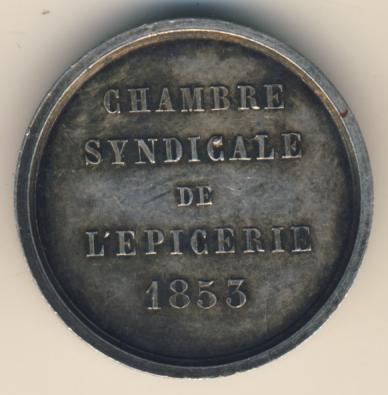 CHAMBRE
SYNDICALE
DE
L'EPICERIE
1853